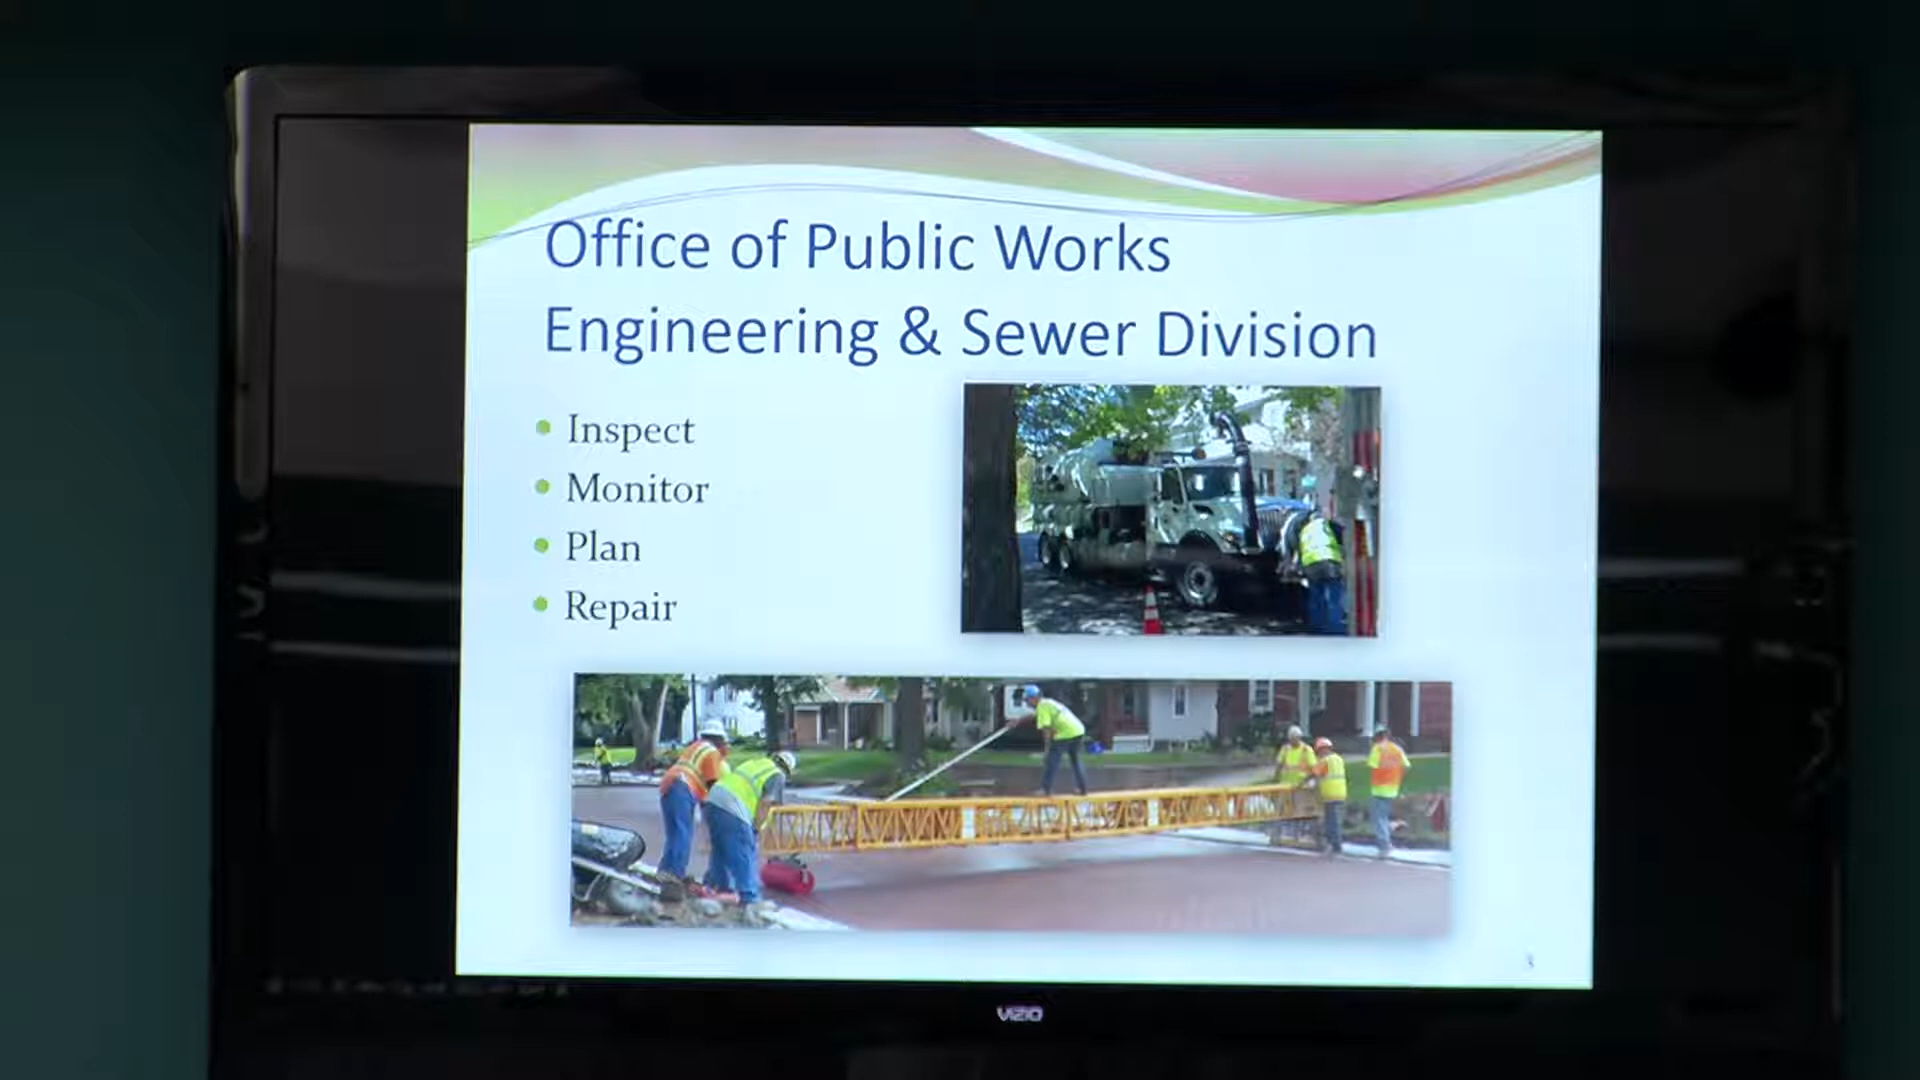 Office of Public Works
Engineering & Sewer Division
Inspect
Monitor
Plan
Repair
VIZIO